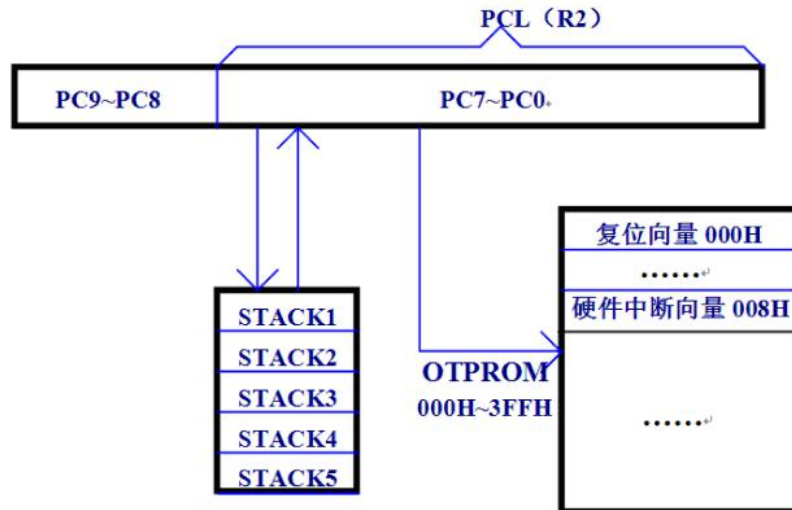 PCL（R2）
PC9~PC8
PC7~PC0
复位向量 000H
……
硬件中断向量 008H
……
STACK1
STACK2
STACK3
STACK4
STACK5
OTPROM
000H~3FFH